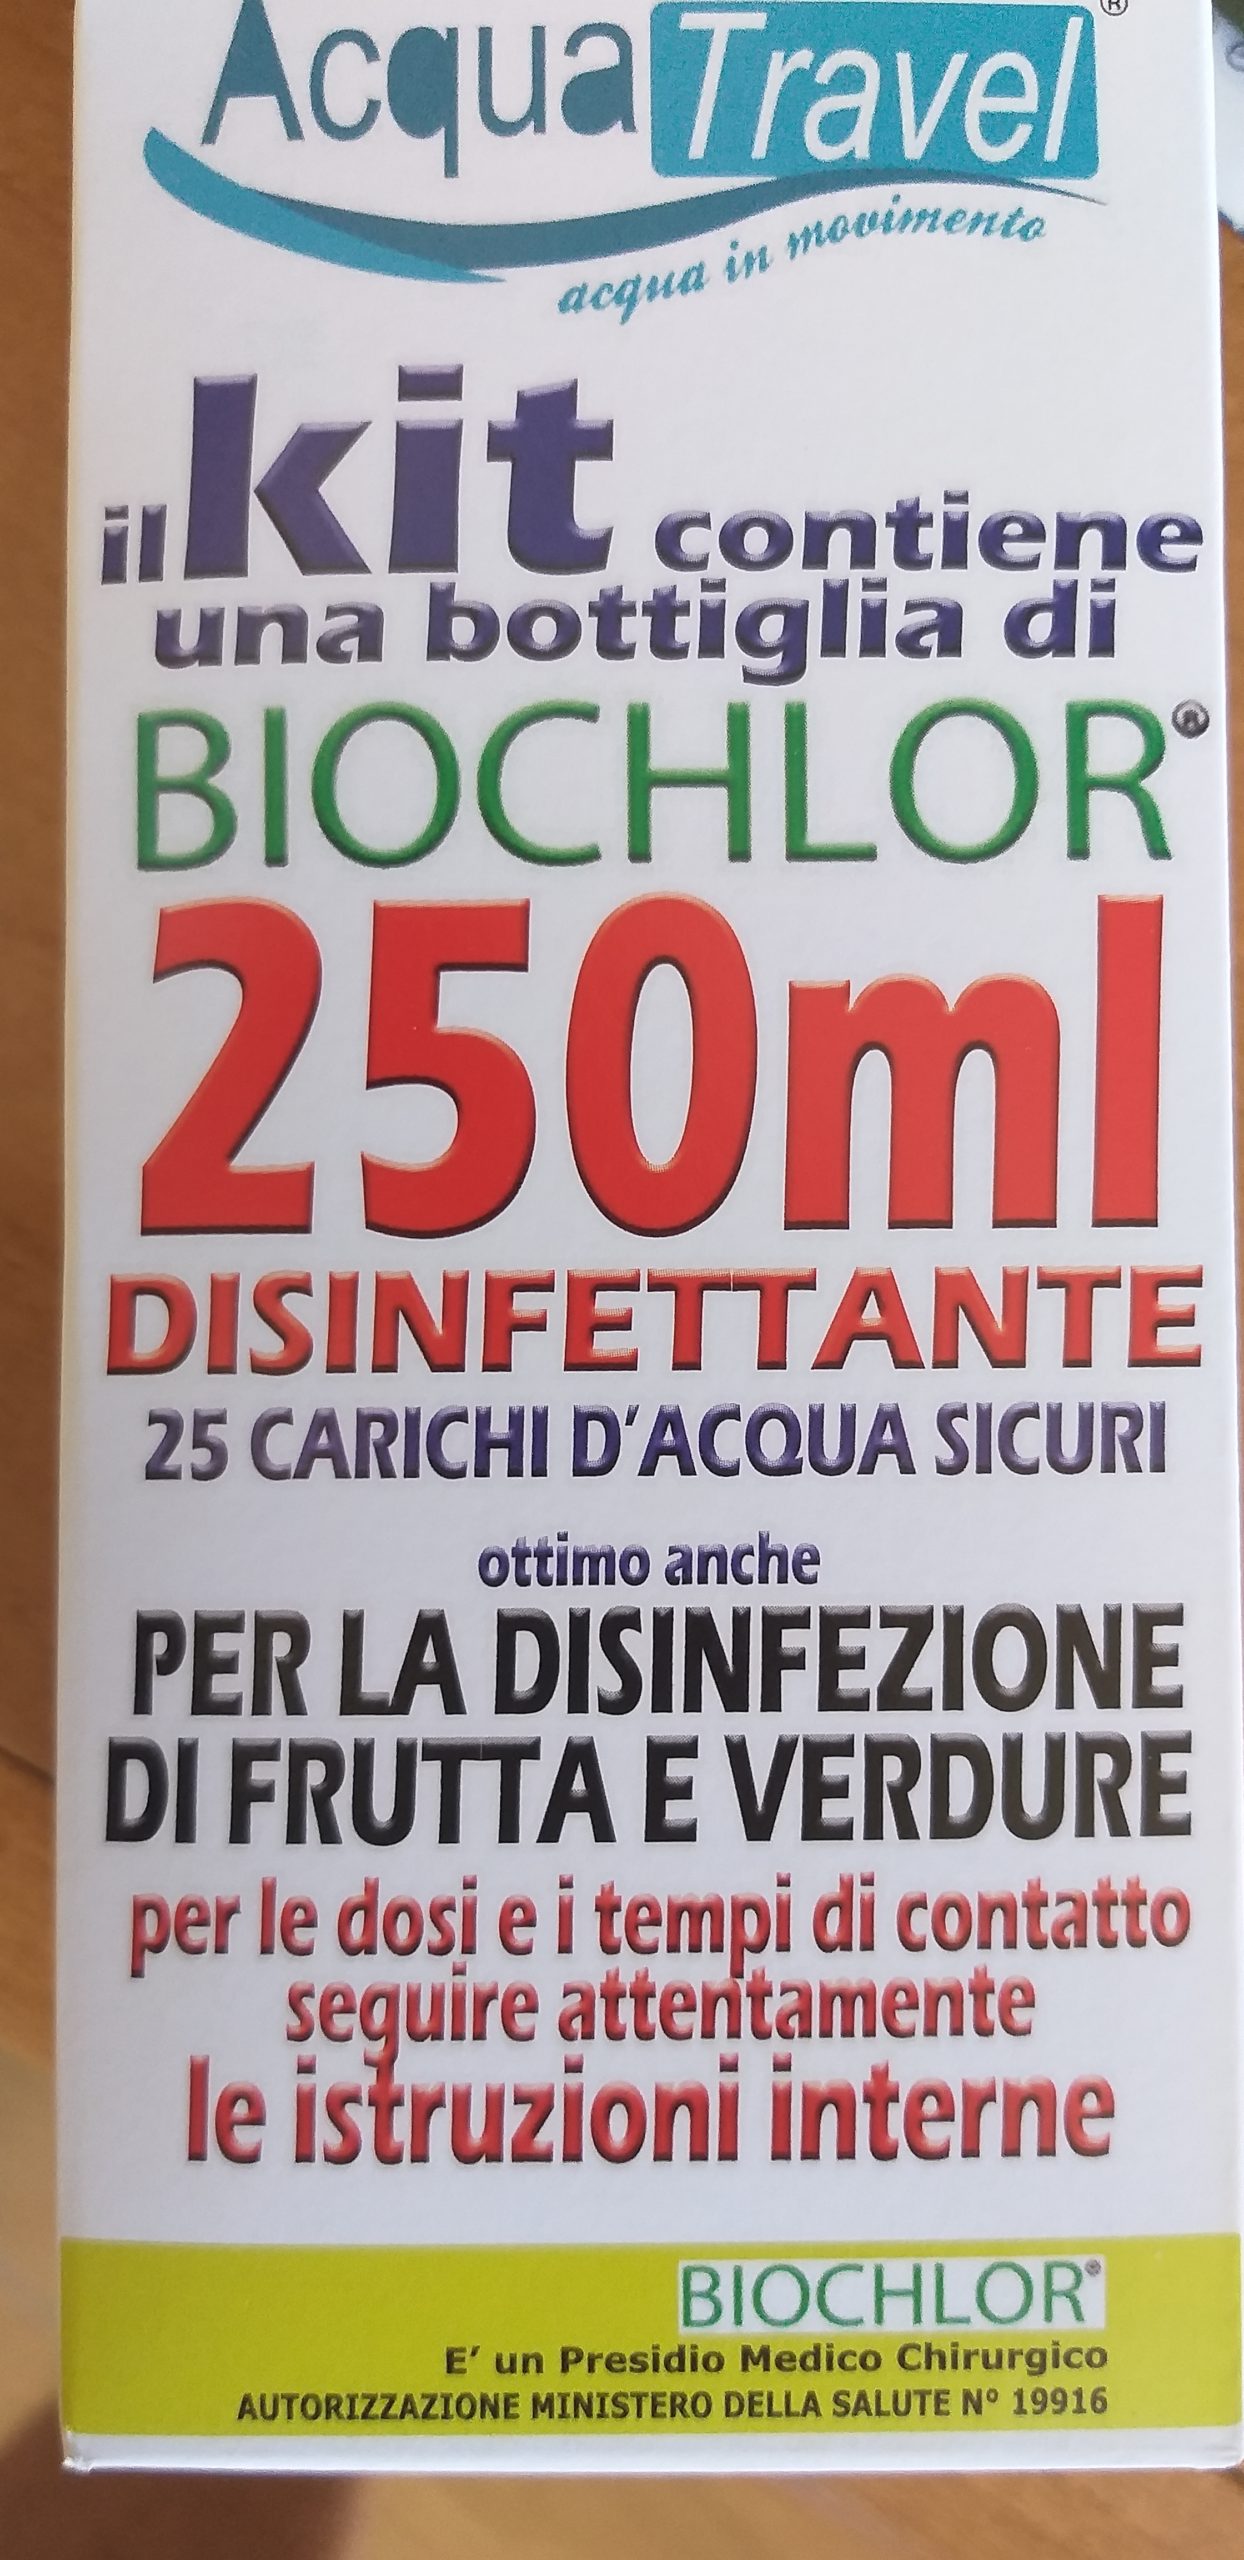 AcquaTravel®
acqua in movimento
il kit contiene
una bottiglia di
BIOCHLOR®
250ml
DISINFETTANTE
25 CARICHI D'ACQUA SICURI
ottimo anche
PER LA DISINFEZIONE
DI FRUTTA E VERDURE
per le dosi e i tempi di contatto
seguire attentamente
le istruzioni interne
BIOCHLOR®
E' un Presidio Medico Chirurgico
AUTORIZZAZIONE MINISTERO DELLA SALUTE N° 19916